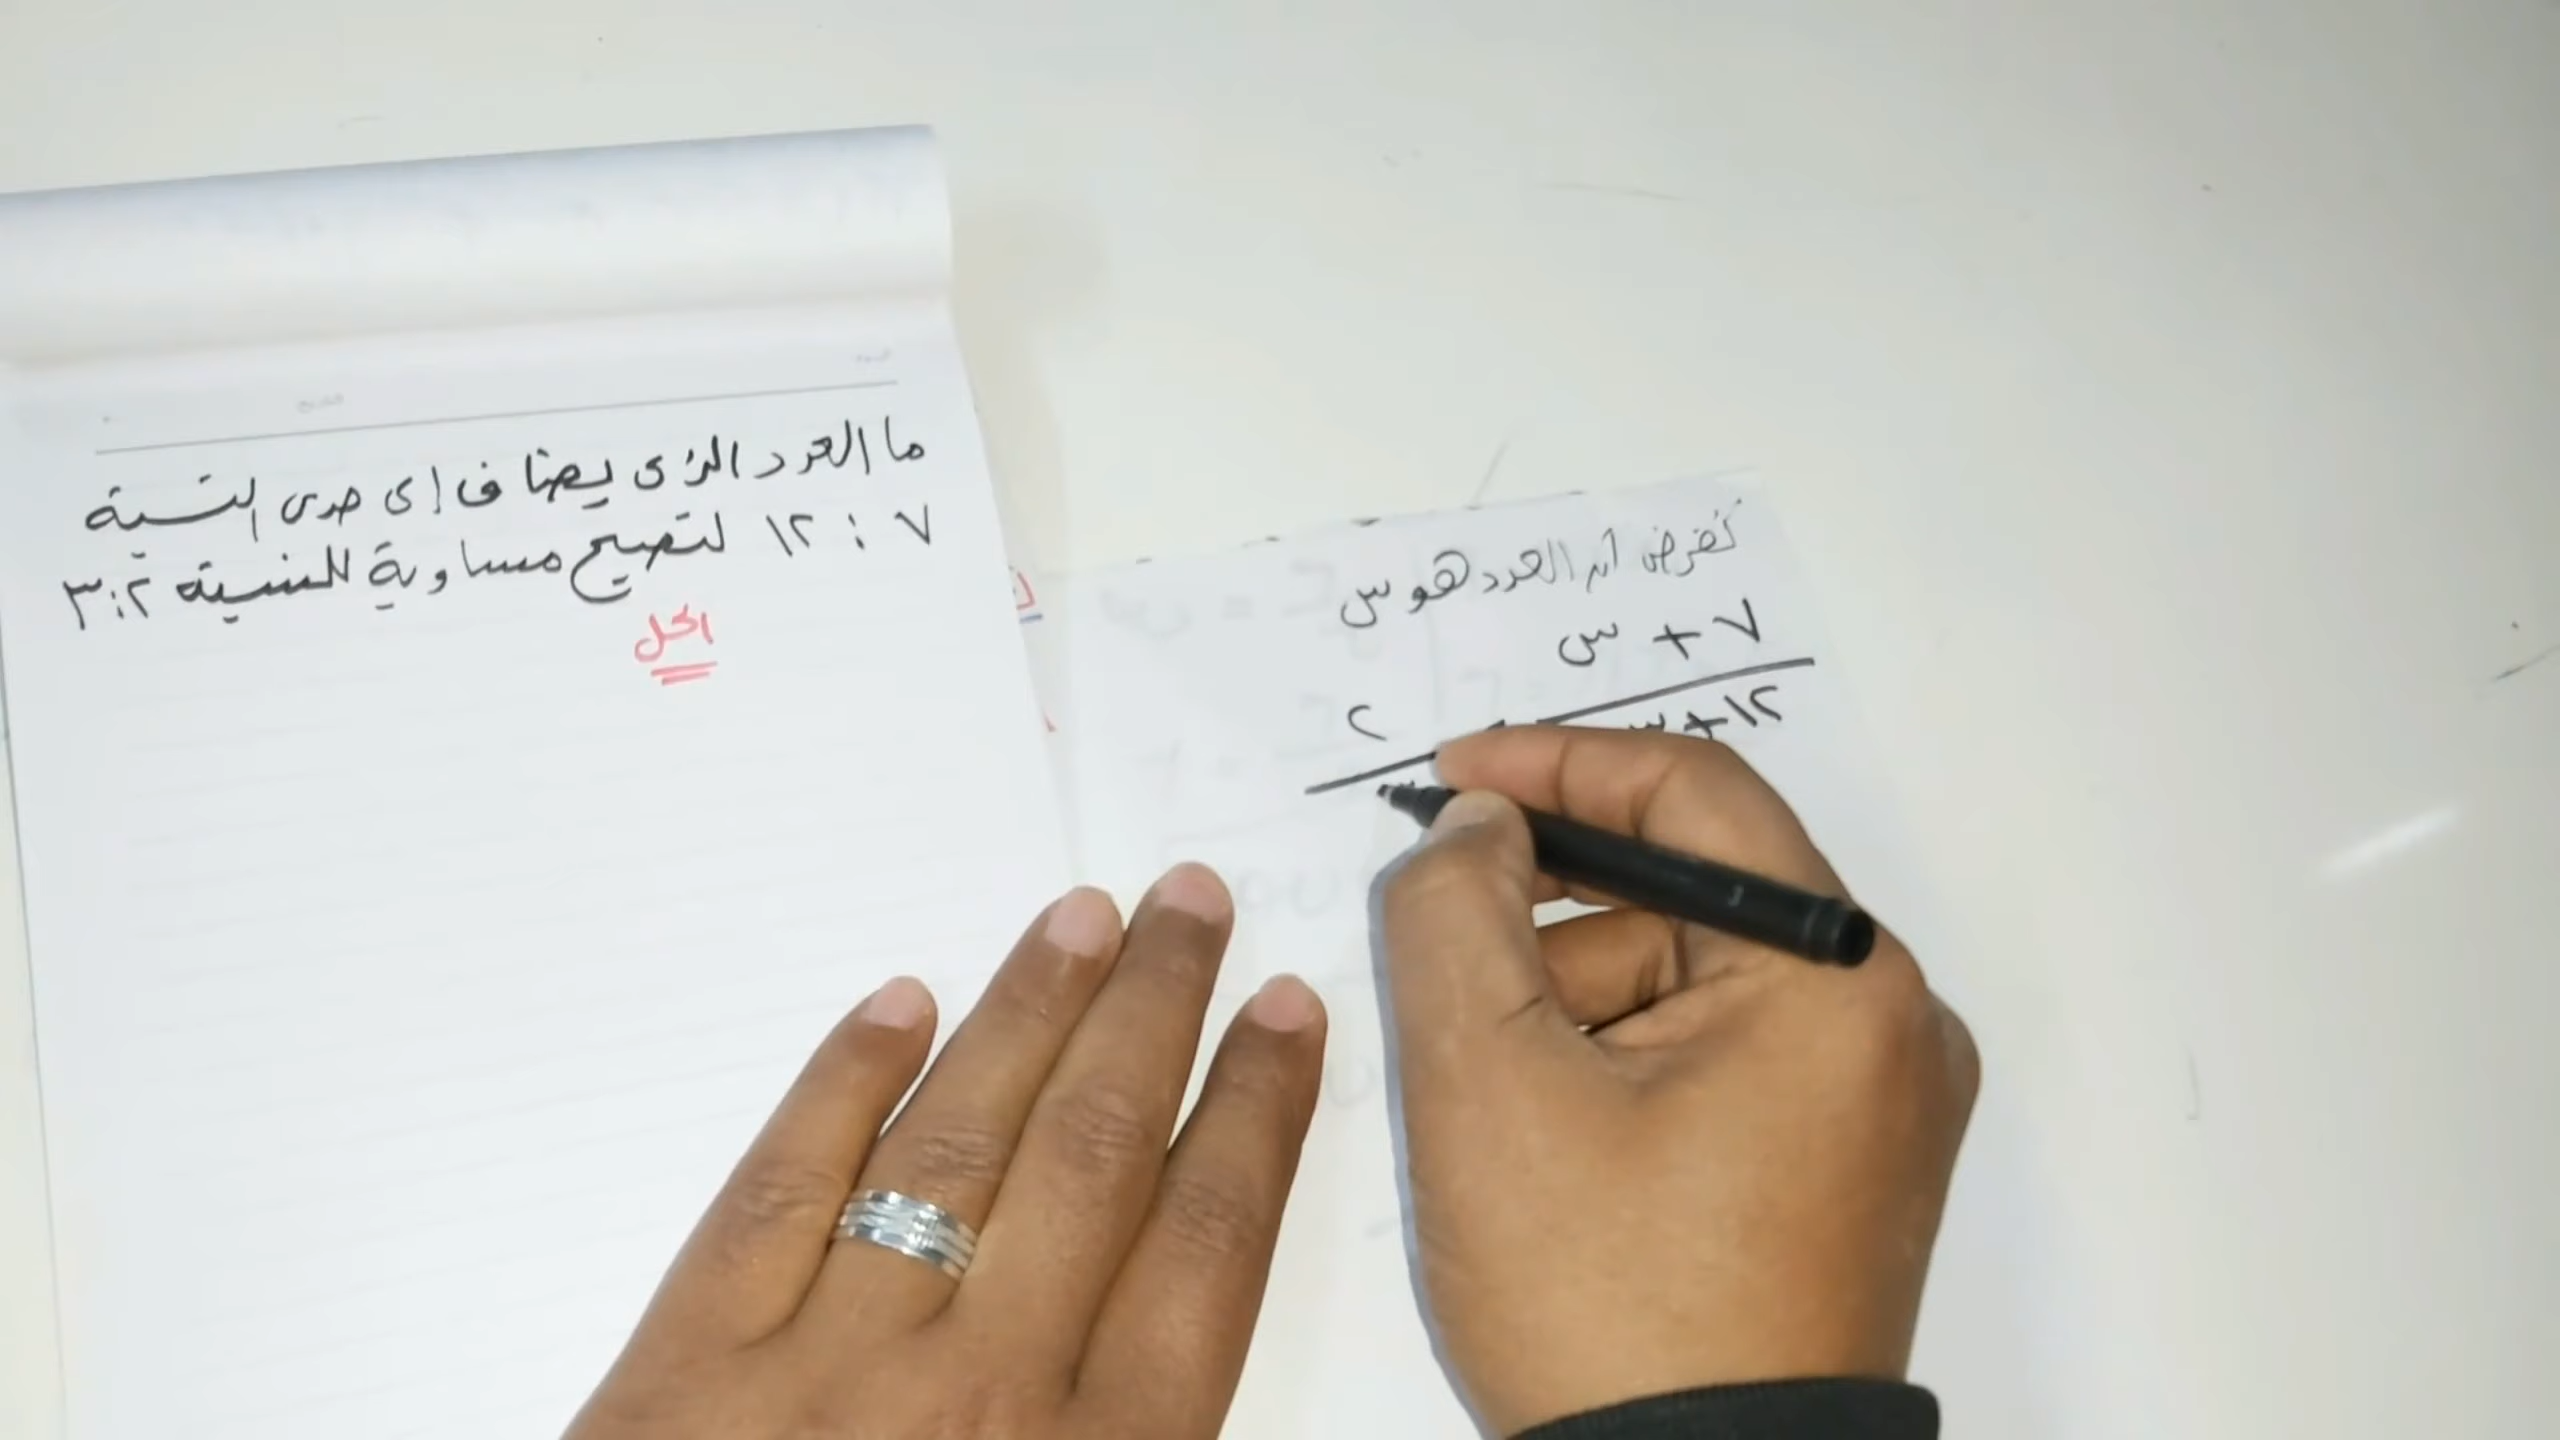 ما العدد الذى يضاف إلى حدى النسبة
٧ : ١٢ لتصبح مساوية للنسبة ٢:٣
الحل
نفرض أن العدد هو س
٧ + س
١٢ + س
٢
٣